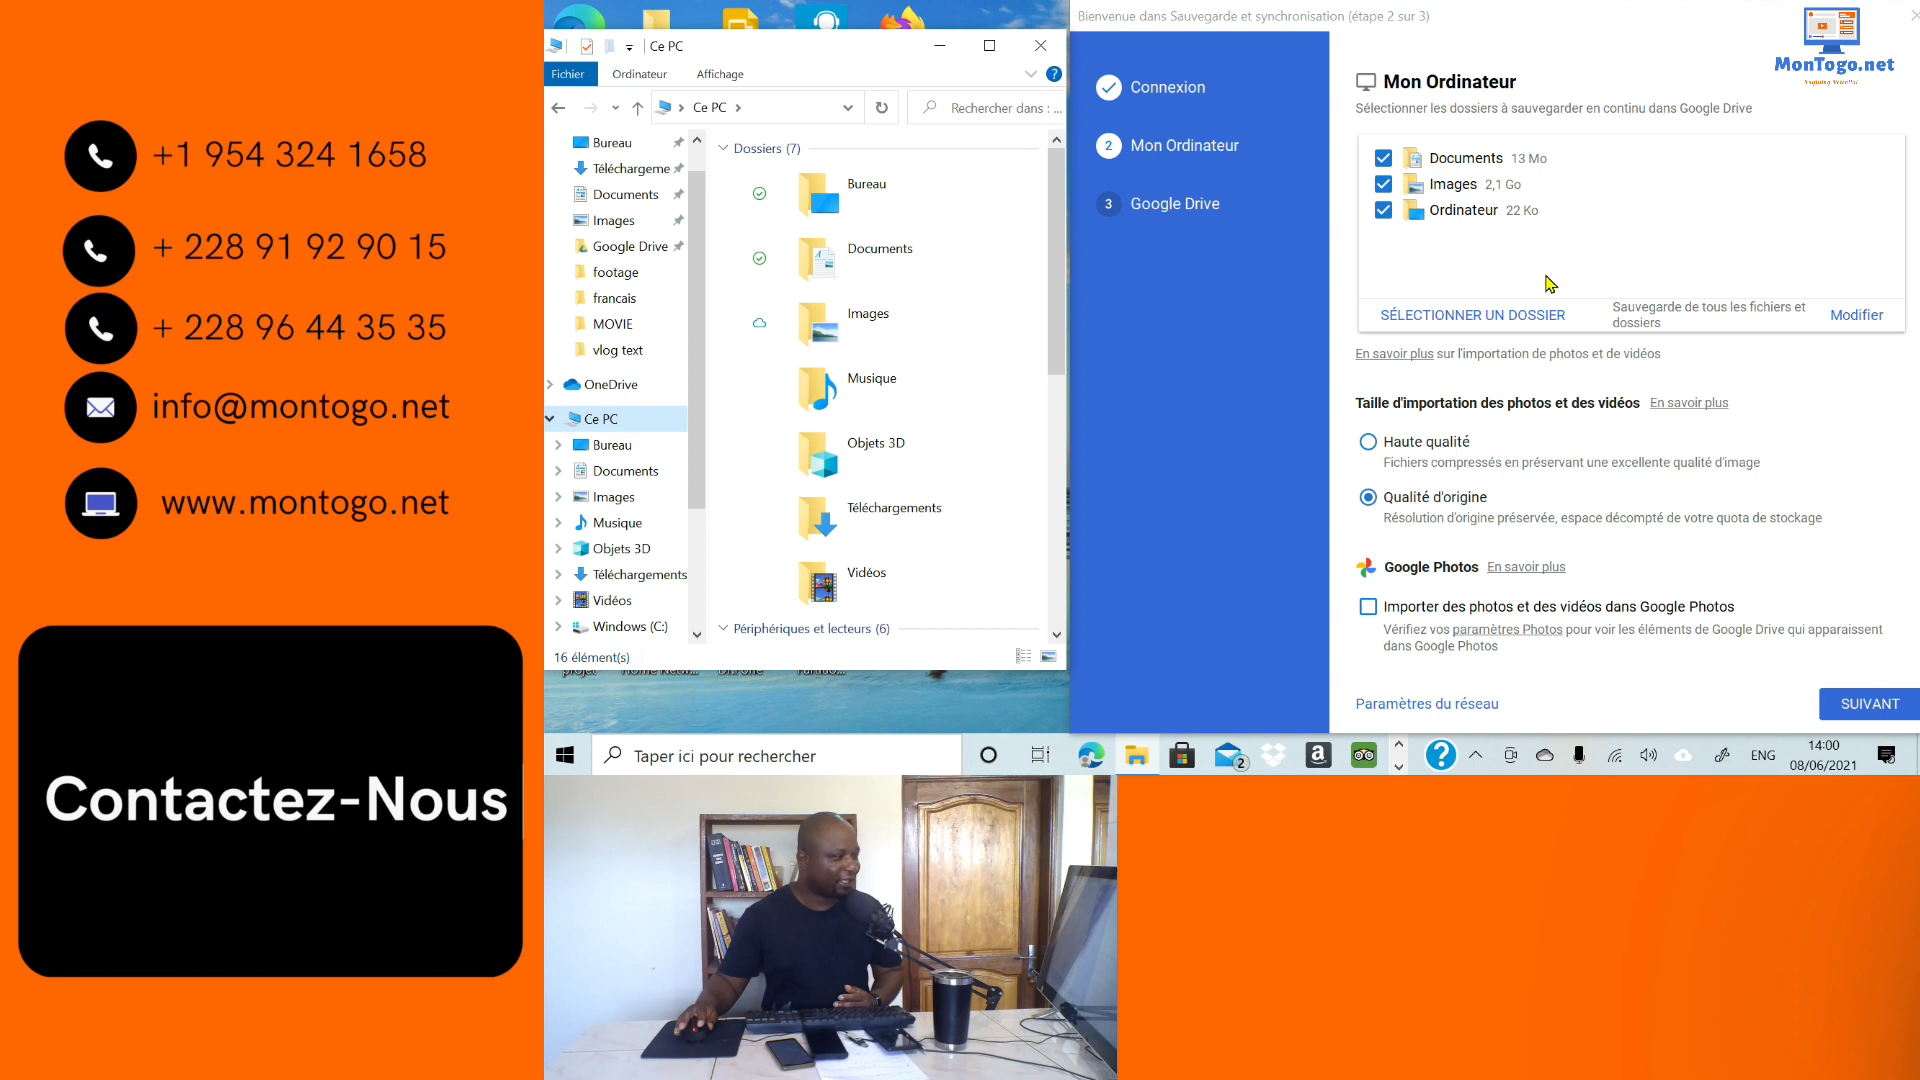 +1 954 324 1658
+ 228 91 92 90 15
+ 228 96 44 35 35
info@montogo.net
www.montogo.net
Contactez-Nous
Ce PC
Fichier
Ordinateur
Affichage
Ce PC
Rechercher dans : ...
Bureau
Téléchargeme
Documents
Images
Google Drive
footage
francais
MOVIE
vlog text
OneDrive
Ce PC
Bureau
Documents
Images
Musique
Objets 3D
Téléchargements
Vidéos
Windows (C:)
Dossiers (7)
Bureau
Documents
Images
Musique
Objets 3D
Téléchargements
Vidéos
Périphériques et lecteurs (6)
16 élément(s)
Bienvenue dans Sauvegarde et synchronisation (étape 2 sur 3)
MonTogo.net
Connexion
2 Mon Ordinateur
3 Google Drive
Mon Ordinateur
Sélectionner les dossiers à sauvegarder en continu dans Google Drive
Documents 13 Mo
Images 2,1 Go
Ordinateur 22 Ko
SÉLECTIONNER UN DOSSIER
Sauvegarde de tous les fichiers et
dossiers
Modifier
En savoir plus sur l'importation de photos et de vidéos
Taille d'importation des photos et des vidéos En savoir plus
Haute qualité
Fichiers compressés en préservant une excellente qualité d'image
Qualité d'origine
Résolution d'origine préservée, espace décompté de votre quota de stockage
Google Photos En savoir plus
Importer des photos et des vidéos dans Google Photos
Vérifiez vos paramètres Photos pour voir les éléments de Google Drive qui apparaissent
dans Google Photos
Paramètres du réseau
SUIVANT
Taper ici pour rechercher
2
ENG
14:00
08/06/2021